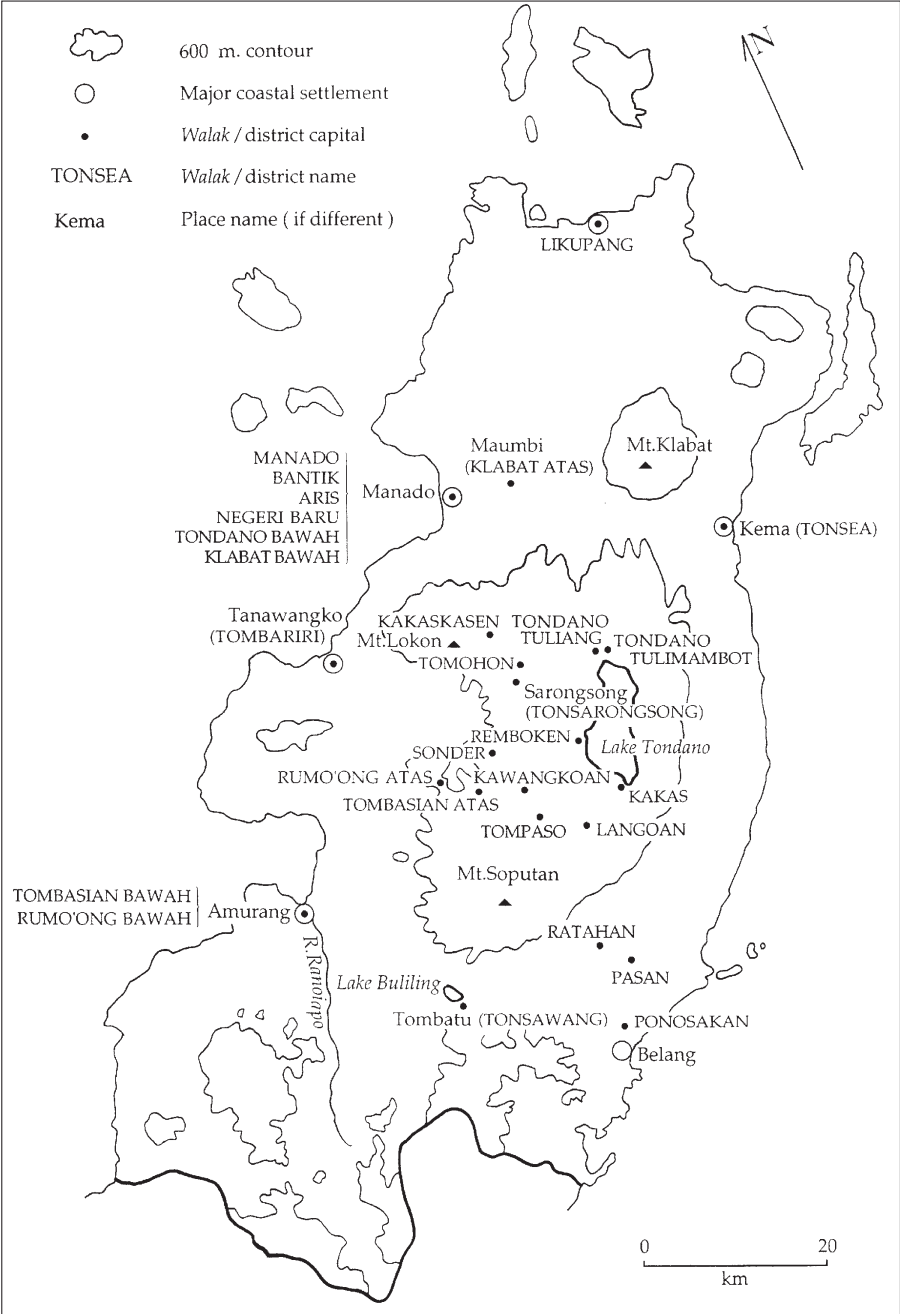 600 m. contour
Major coastal settlement
Walak / district capital
TONSEA Walak / district name
Kema Place name ( if different )
N
LIKUPANG
Maumbi
(KLABAT ATAS)
Mt.Klabat
MANADO
BANTIK
ARIS
NEGERI BARU
TONDANO BAWAH
KLABAT BAWAH
Manado
Kema (TONSEA)
Tanawangko
(TOMBARIRI)
KAKASKASEN
Mt.Lokon
TONDANO
TULIANG
TONDANO
TULIMAMBOT
TOMOHON
Sarongsong
(TONSARONGSONG)
REMBOKEN
Lake Tondano
SONDER
RUMO'ONG ATAS
KAWANGKOAN
TOMBASIAN ATAS
KAKAS
TOMPASO
LANGOAN
Mt.Soputan
TOMBASIAN BAWAH
RUMO'ONG BAWAH
Amurang
R.Ranoiapo
RATAHAN
PASAN
Lake Buliling
Tombatu (TONSAWANG)
PONOSAKAN
Belang
0 20
km